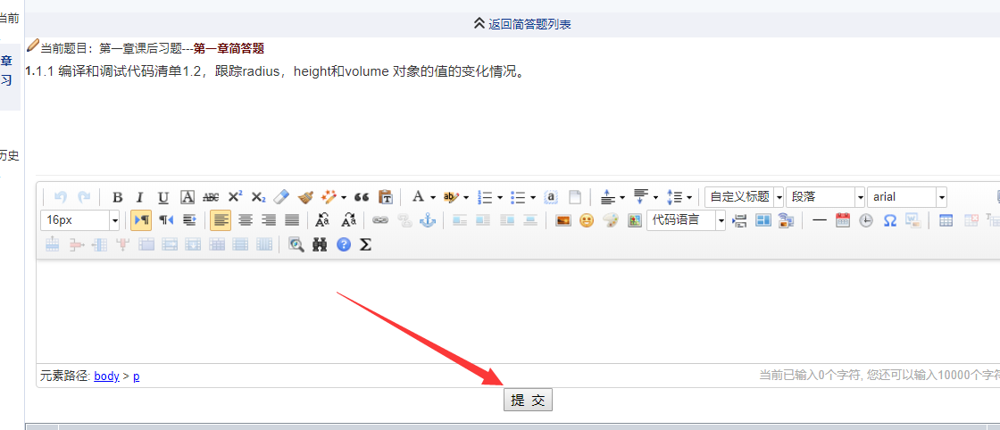 当前
返回简答题列表
当前题目：第一章课后习题---第一章简答题
章
习
1.1.1 编译和调试代码清单1.2，跟踪radius，height和volume 对象的值的变化情况。
历史
B I U A ABC X² X₂ T A ab a 自定义标题 段落 arial
16px 代码语言 Ω W
? Σ
元素路径: body > p
当前已输入0个字符, 您还可以输入10000个字符
提 交